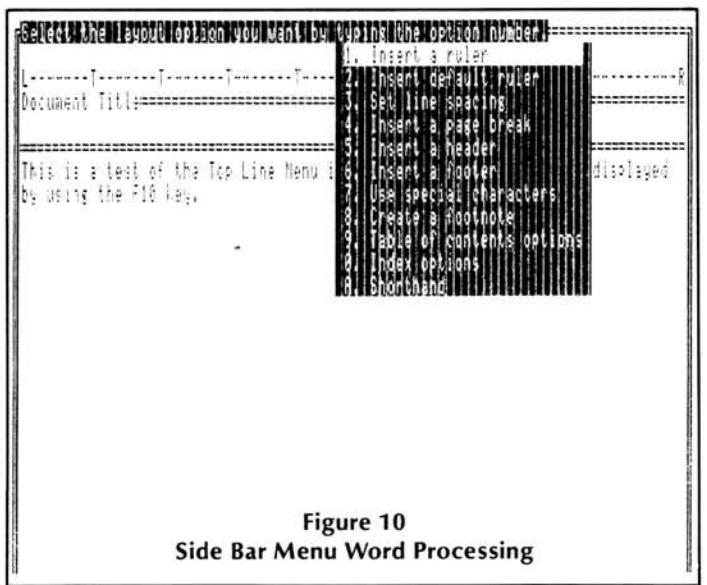 Select the layout option you want by typing the option number.
1. Insert a ruler
L-------T-------T-------T-------T-----
2. Insert default ruler
-----------R
Document Title
3. Set line spacing
4. Insert a page break
5. Insert a header
This is a test of the Top Line Menu i
6. Insert a footer
displayed
by using the F10 key.
7. Use special characters
8. Create a footnote
9. Table of contents options
0. Index options
A. Shorthand
Figure 10
Side Bar Menu Word Processing